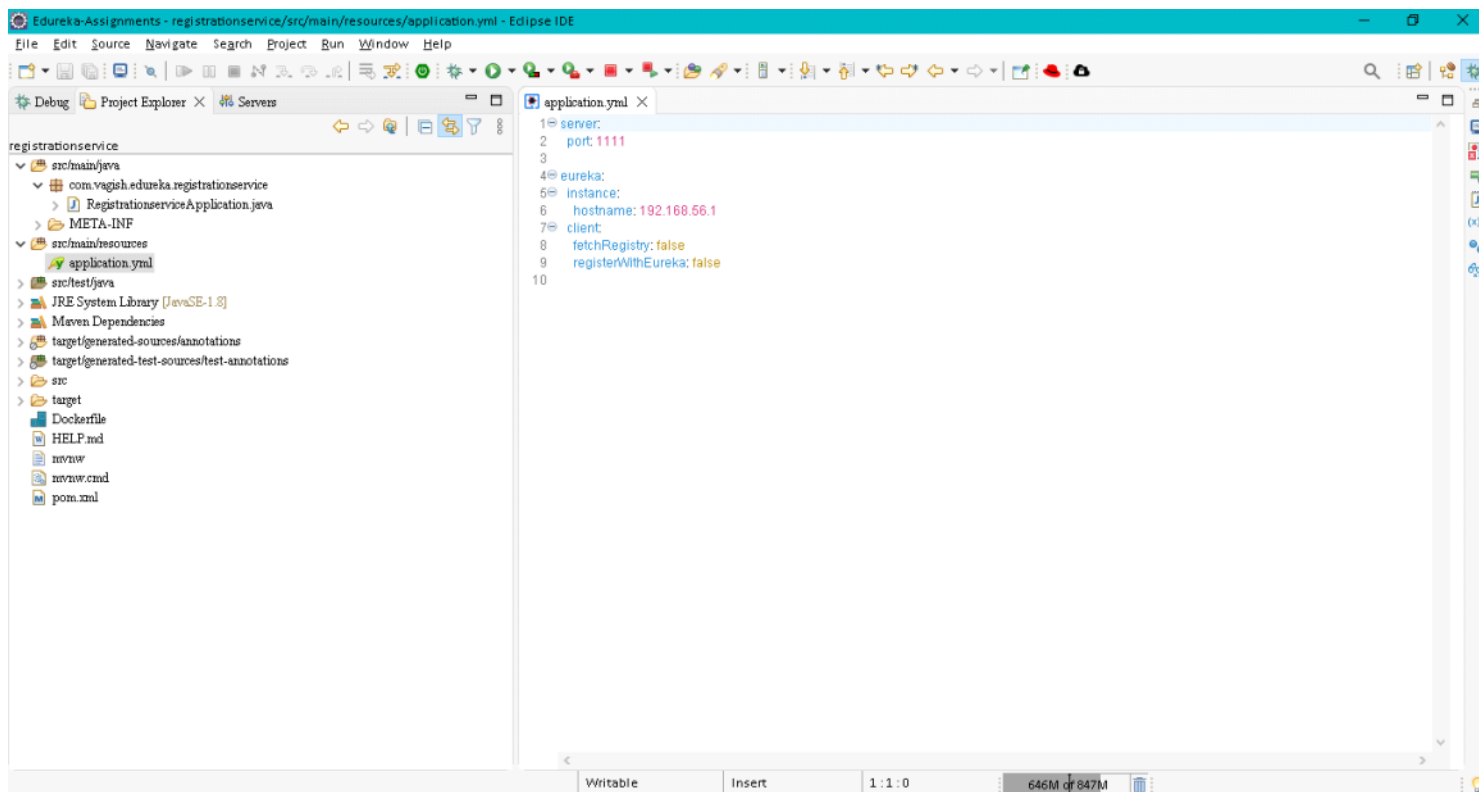 Edureka-Assignments - registrationservice/src/main/resources/application.yml - Eclipse IDE
File Edit Source Navigate Search Project Run Window Help
Debug Project Explorer Servers
registrationservice
src/main/java
com.vagish.edureka.registrationservice
RegistrationserviceApplication.java
META-INF
src/main/resources
application.yml
src/test/java
JRE System Library [JavaSE-1.8]
Maven Dependencies
target/generated-sources/annotations
target/generated-test-sources/test-annotations
src
target
Dockerfile
HELP.md
mvnw
mvnw.cmd
pom.xml
application.yml
1 server:
2 port: 1111
3
4 eureka:
5 instance:
6 hostname: 192.168.56.1
7 client:
8 fetchRegistry: false
9 registerWithEureka: false
10
Writable Insert 1:1:0 646M of 847M